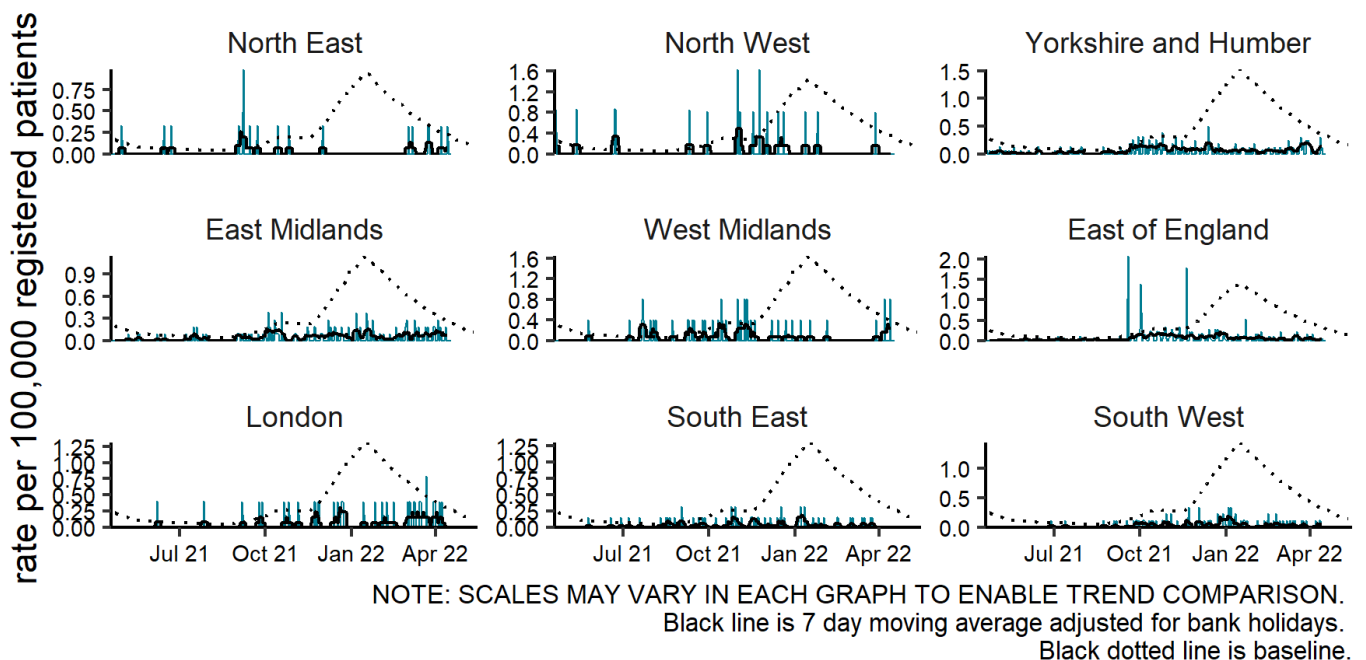 rate per 100,000 registered patients
North East
0.75
0.50
0.25
0.00
North West
1.6
1.2
0.8
0.4
0.0
Yorkshire and Humber
1.5
1.0
0.5
0.0
East Midlands
0.9
0.6
0.3
0.0
West Midlands
1.6
1.2
0.8
0.4
0.0
East of England
2.0
1.5
1.0
0.5
0.0
London
1.25
1.00
0.75
0.50
0.25
0.00
Jul 21 Oct 21 Jan 22 Apr 22
South East
1.25
1.00
0.75
0.50
0.25
0.00
Jul 21 Oct 21 Jan 22 Apr 22
South West
1.0
0.5
0.0
Jul 21 Oct 21 Jan 22 Apr 22
NOTE: SCALES MAY VARY IN EACH GRAPH TO ENABLE TREND COMPARISON.
Black line is 7 day moving average adjusted for bank holidays.
Black dotted line is baseline.